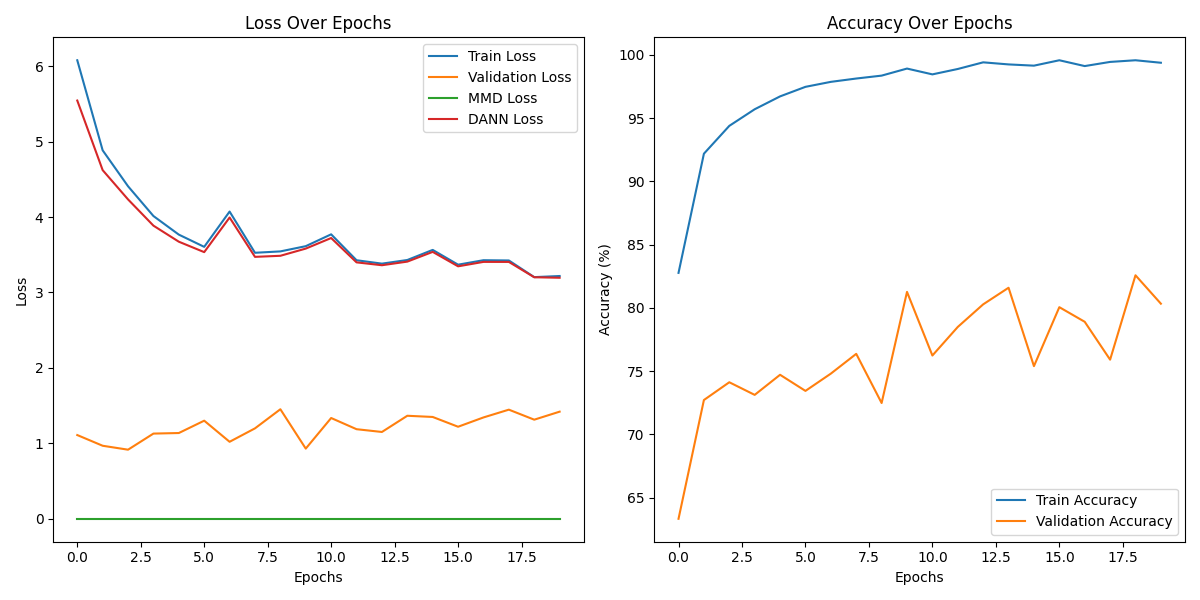 Loss Over Epochs
Train Loss
Validation Loss
MMD Loss
DANN Loss
6
5
4
3
2
1
0
Loss
0.0 2.5 5.0 7.5 10.0 12.5 15.0 17.5
Epochs
Accuracy Over Epochs
100
95
90
85
80
75
70
65
Accuracy (%)
Train Accuracy
Validation Accuracy
0.0 2.5 5.0 7.5 10.0 12.5 15.0 17.5
Epochs